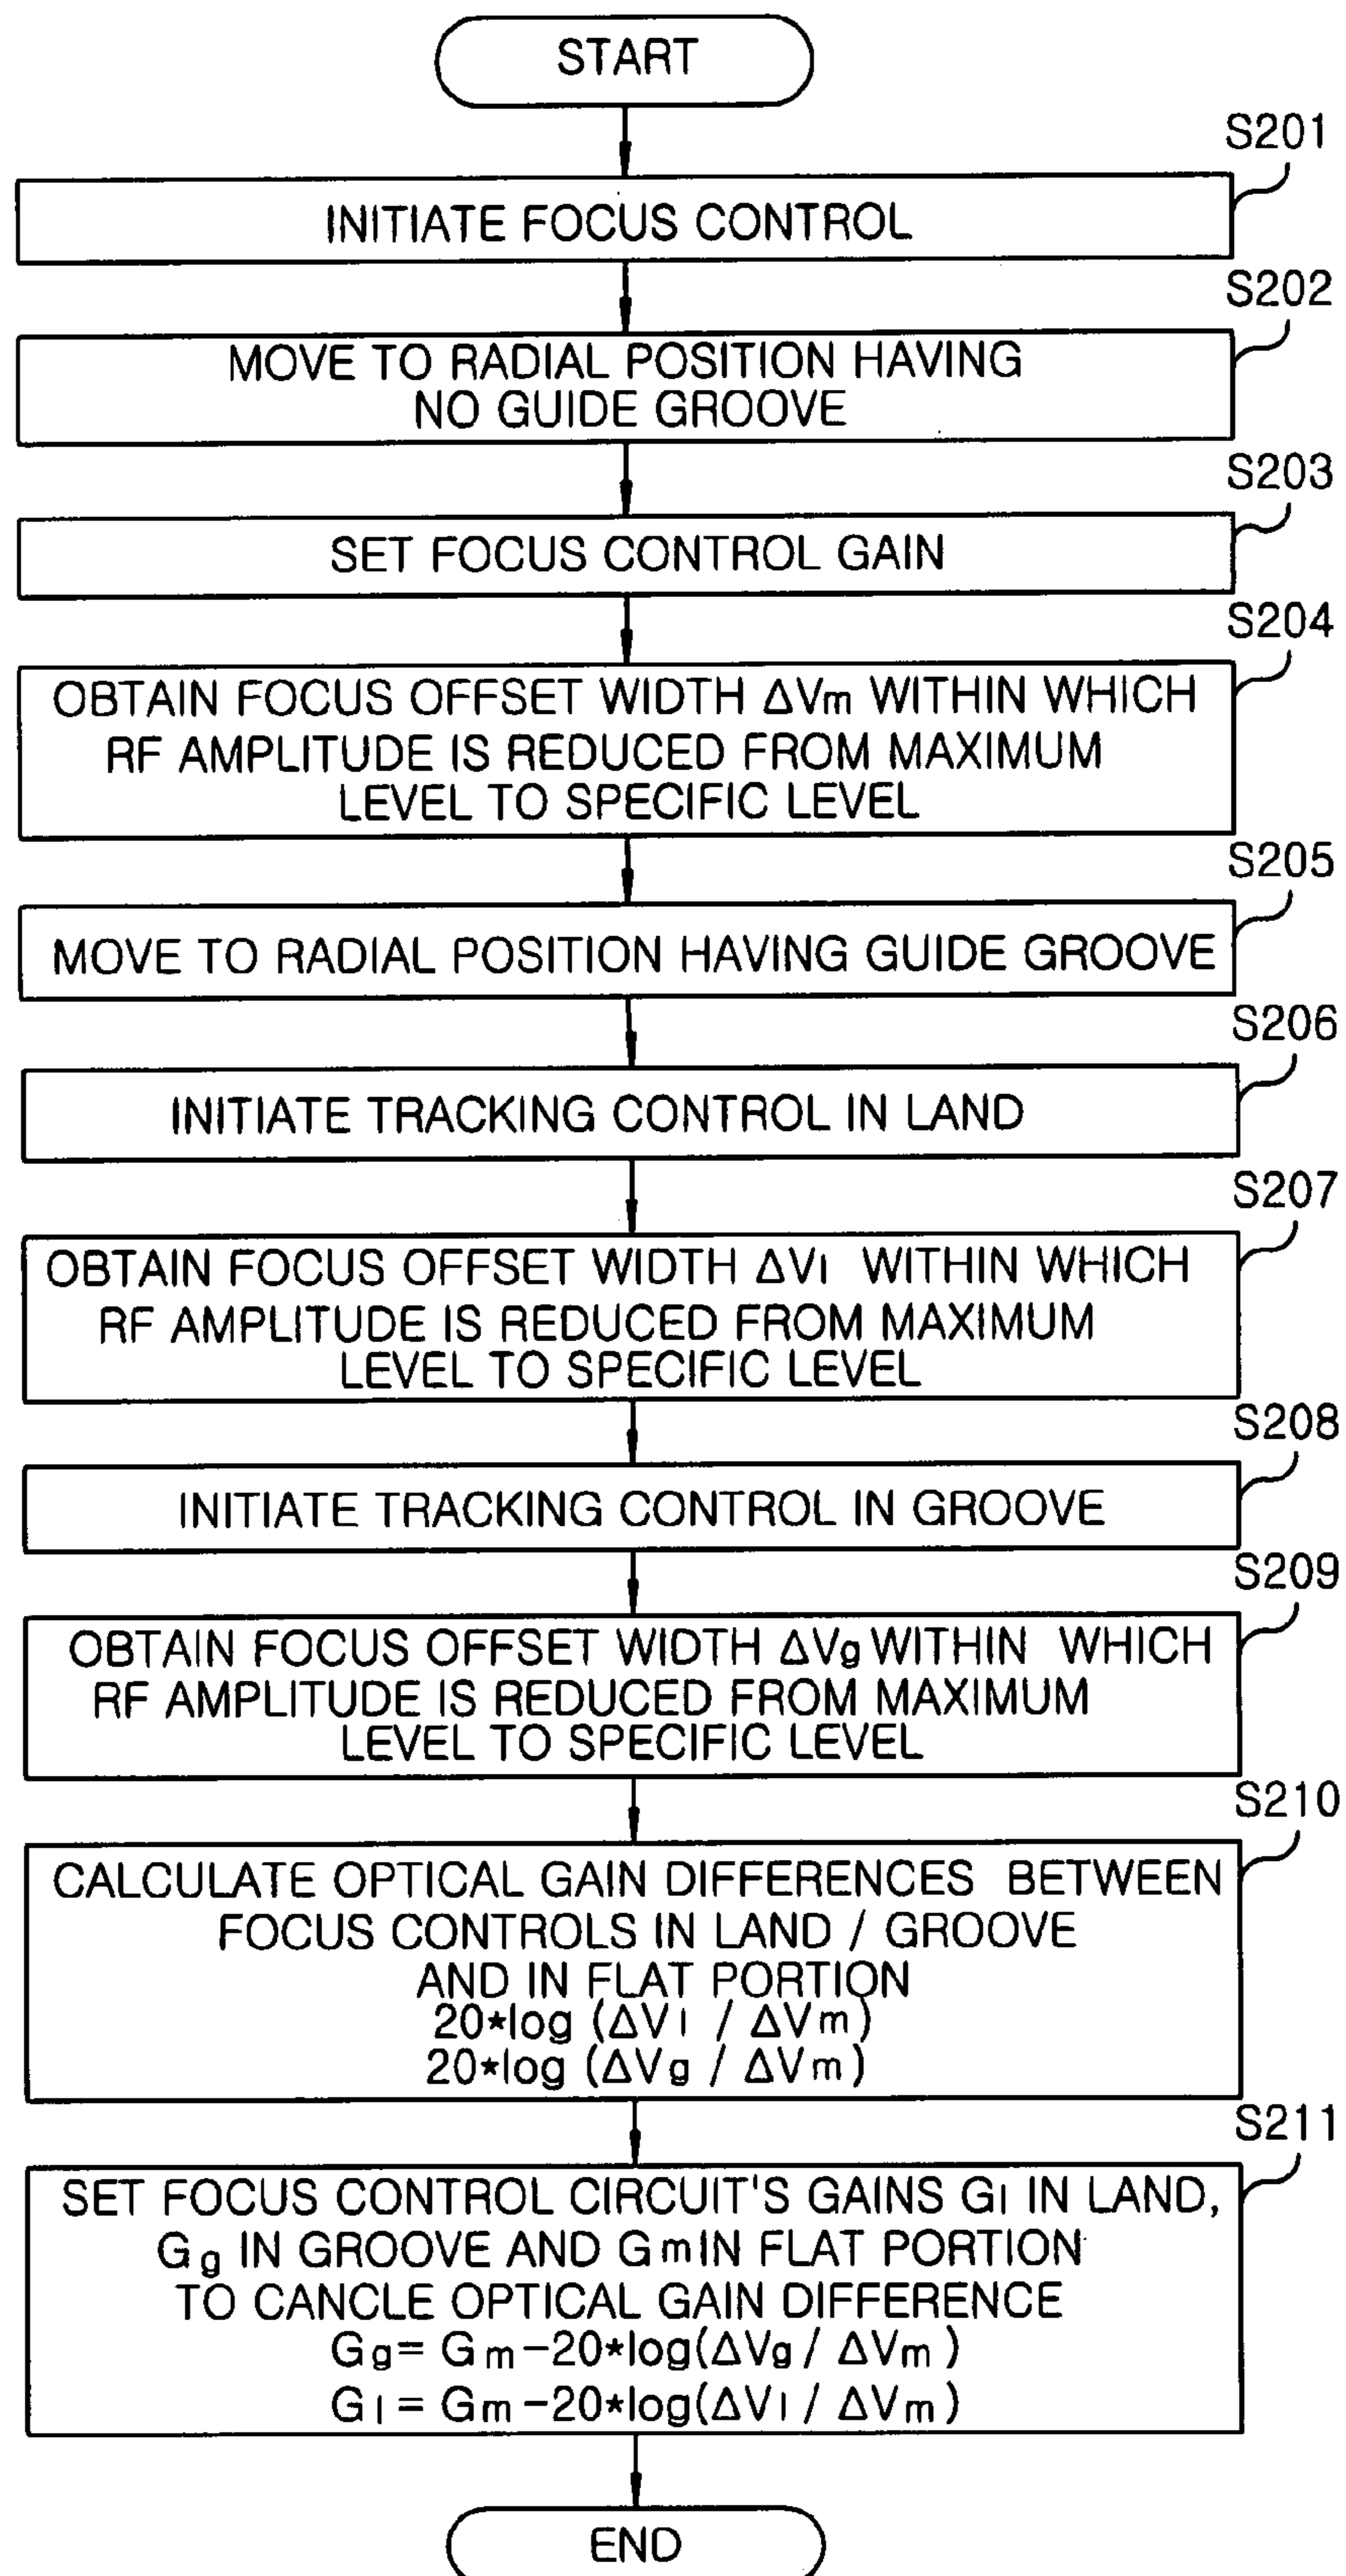 START
S201
INITIATE FOCUS CONTROL
S202
MOVE TO RADIAL POSITION HAVING
NO GUIDE GROOVE
S203
SET FOCUS CONTROL GAIN
S204
OBTAIN FOCUS OFFSET WIDTH ΔVm WITHIN WHICH
RF AMPLITUDE IS REDUCED FROM MAXIMUM
LEVEL TO SPECIFIC LEVEL
S205
MOVE TO RADIAL POSITION HAVING GUIDE GROOVE
S206
INITIATE TRACKING CONTROL IN LAND
S207
OBTAIN FOCUS OFFSET WIDTH ΔVl WITHIN WHICH
RF AMPLITUDE IS REDUCED FROM MAXIMUM
LEVEL TO SPECIFIC LEVEL
S208
INITIATE TRACKING CONTROL IN GROOVE
S209
OBTAIN FOCUS OFFSET WIDTH ΔVg WITHIN WHICH
RF AMPLITUDE IS REDUCED FROM MAXIMUM
LEVEL TO SPECIFIC LEVEL
S210
CALCULATE OPTICAL GAIN DIFFERENCES BETWEEN
FOCUS CONTROLS IN LAND / GROOVE
AND IN FLAT PORTION
20*log (ΔVl / ΔVm)
20*log (ΔVg / ΔVm)
S211
SET FOCUS CONTROL CIRCUIT'S GAINS Gl IN LAND,
Gg IN GROOVE AND Gm IN FLAT PORTION
TO CANCLE OPTICAL GAIN DIFFERENCE
Gg= Gm-20*log(ΔVg / ΔVm)
Gl = Gm-20*log(ΔVl / ΔVm)
END